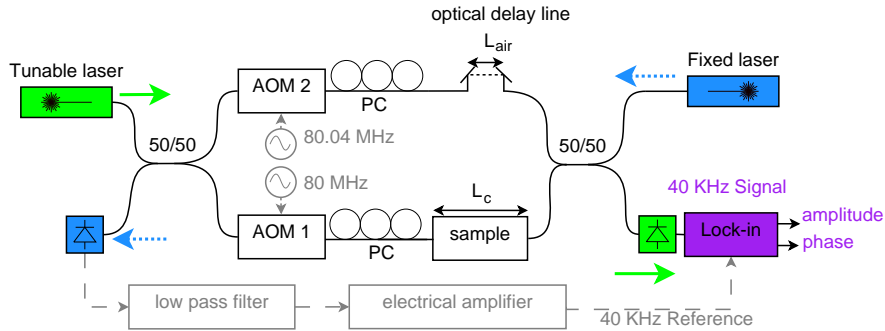 optical delay line
L_air
Tunable laser
Fixed laser
AOM 2
PC
50/50
80.04 MHz
50/50
80 MHz
L_c
40 KHz Signal
AOM 1
PC
sample
Lock-in
amplitude
phase
low pass filter
electrical amplifier
40 KHz Reference